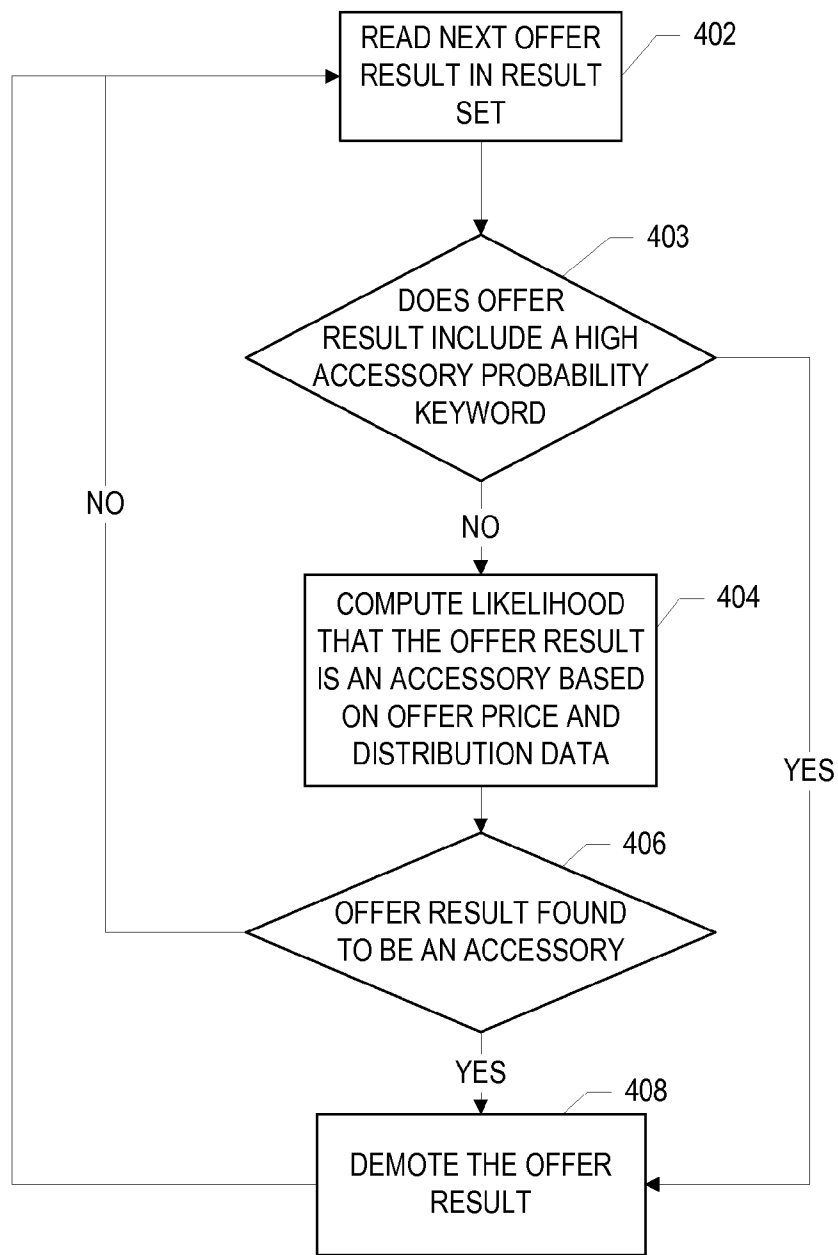 READ NEXT OFFER
RESULT IN RESULT
SET
402
403
DOES OFFER
RESULT INCLUDE A HIGH
ACCESSORY PROBABILITY
KEYWORD
NO
NO
404
COMPUTE LIKELIHOOD
THAT THE OFFER RESULT
IS AN ACCESSORY BASED
ON OFFER PRICE AND
DISTRIBUTION DATA
YES
406
OFFER RESULT FOUND
TO BE AN ACCESSORY
YES
408
DEMOTE THE OFFER
RESULT